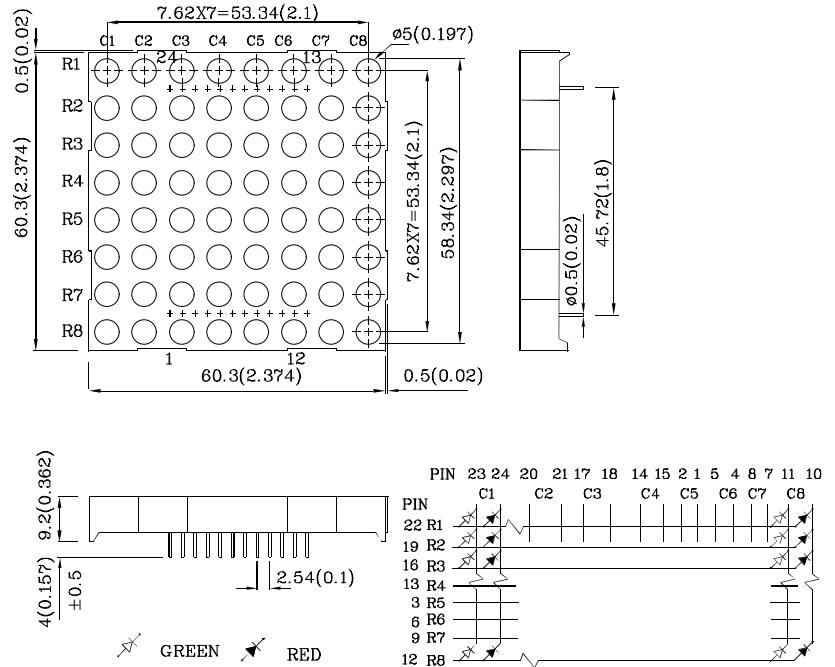 7.62X7=53.34(2.1)
C1 C2 C3 C4 C5 C6 C7 C8
ø5(0.197)
0.5(0.02)
24 13
R1
R2
R3
R4
R5
R6
R7
R8
60.3(2.374)
7.62X7=53.34(2.1)
58.34(2.297)
ø0.5(0.02)
45.72(1.8)
1 12
60.3(2.374)
0.5(0.02)
9.2(0.362)
4(0.157)
±0.5
2.54(0.1)
GREEN
RED
PIN 23 24 20 21 17 18 14 15 2 1 5 4 8 7 11 10
C1 C2 C3 C4 C5 C6 C7 C8
PIN
22 R1
19 R2
16 R3
13 R4
3 R5
6 R6
9 R7
12 R8